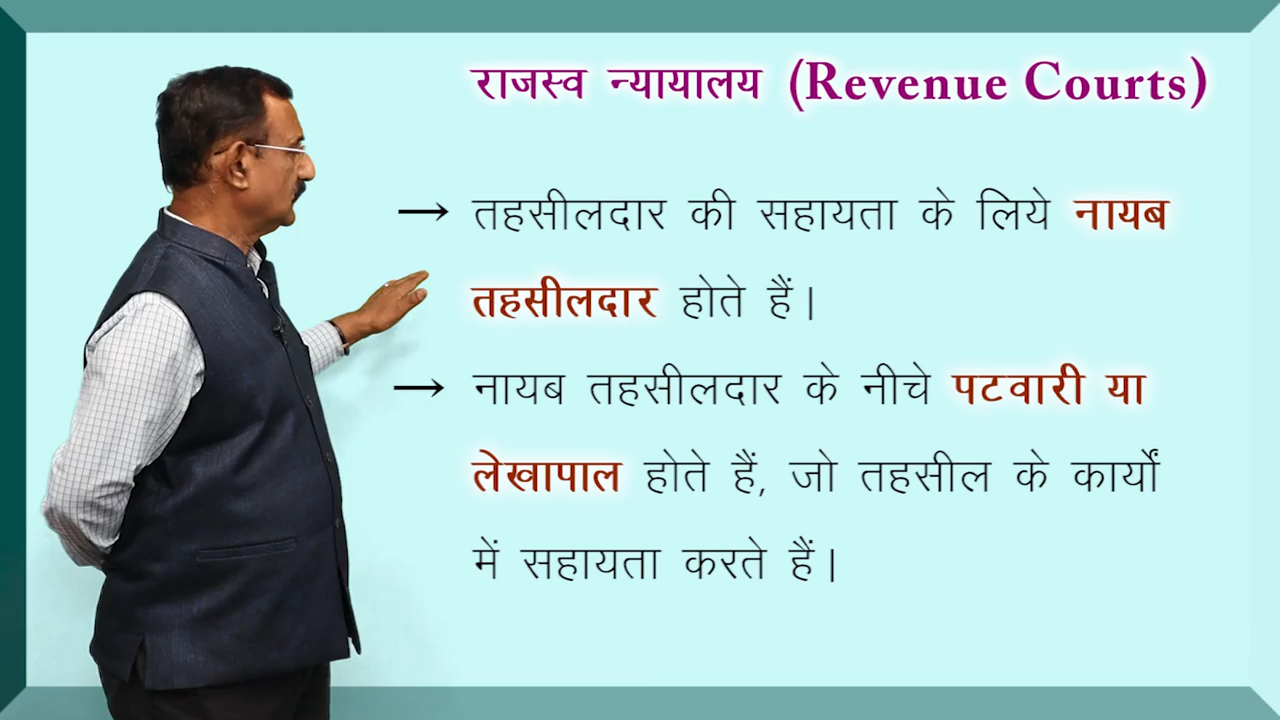 राजस्व न्यायालय (Revenue Courts)
→ तहसीलदार की सहायता के लिये नायब
तहसीलदार होते हैं।
→ नायब तहसीलदार के नीचे पटवारी या
लेखापाल होते हैं, जो तहसील के कार्यों
में सहायता करते हैं।